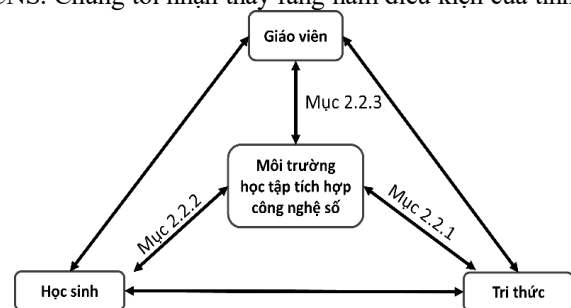 Giáo viên
Mục 2.2.3
Môi trường
học tập tích hợp
công nghệ số
Mục 2.2.2
Mục 2.2.1
Học sinh
Tri thức